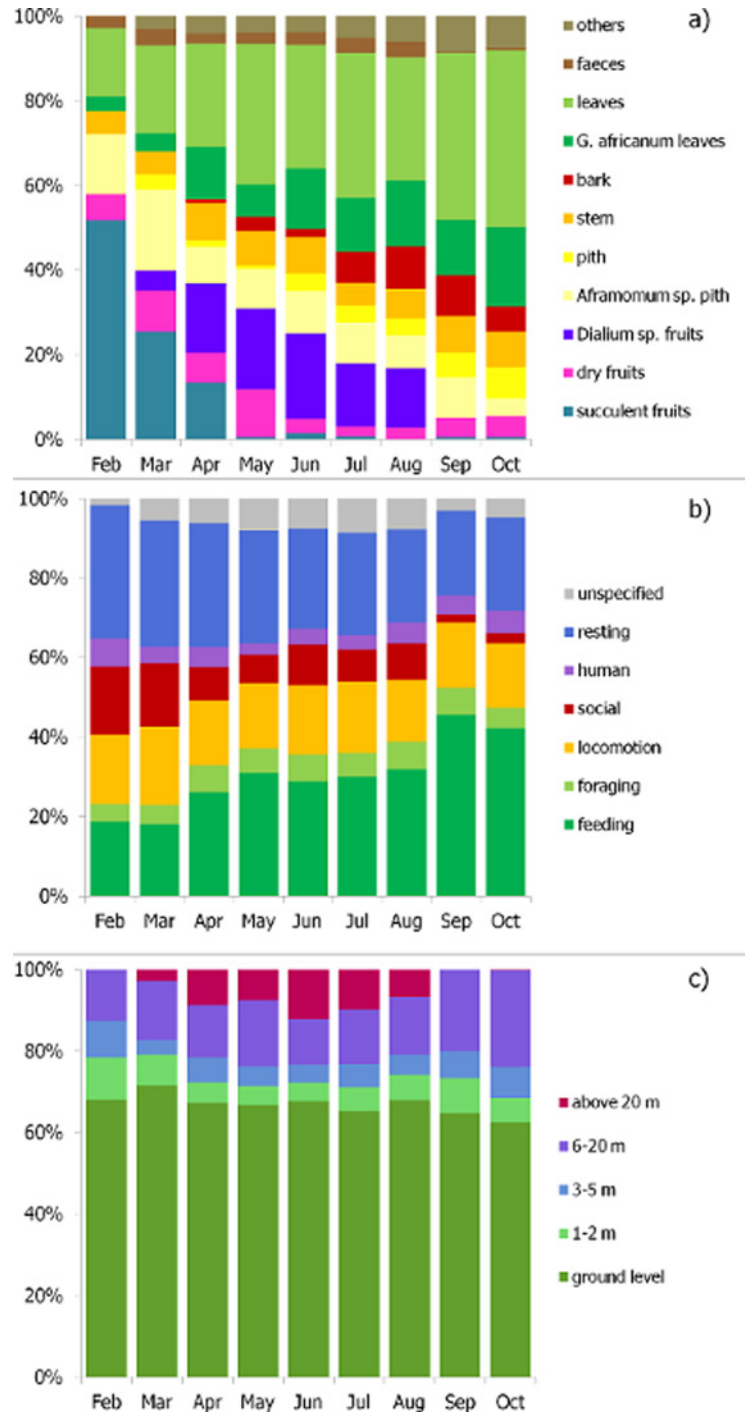 a)
100%
80%
60%
40%
20%
0%
Feb Mar Apr May Jun Jul Aug Sep Oct
others
faeces
leaves
G. africanum leaves
bark
stem
pith
Aframomum sp. pith
Dialium sp. fruits
dry fruits
succulent fruits
b)
100%
80%
60%
40%
20%
0%
Feb Mar Apr May Jun Jul Aug Sep Oct
unspecified
resting
human
social
locomotion
foraging
feeding
c)
100%
80%
60%
40%
20%
0%
Feb Mar Apr May Jun Jul Aug Sep Oct
above 20 m
6-20 m
3-5 m
1-2 m
ground level